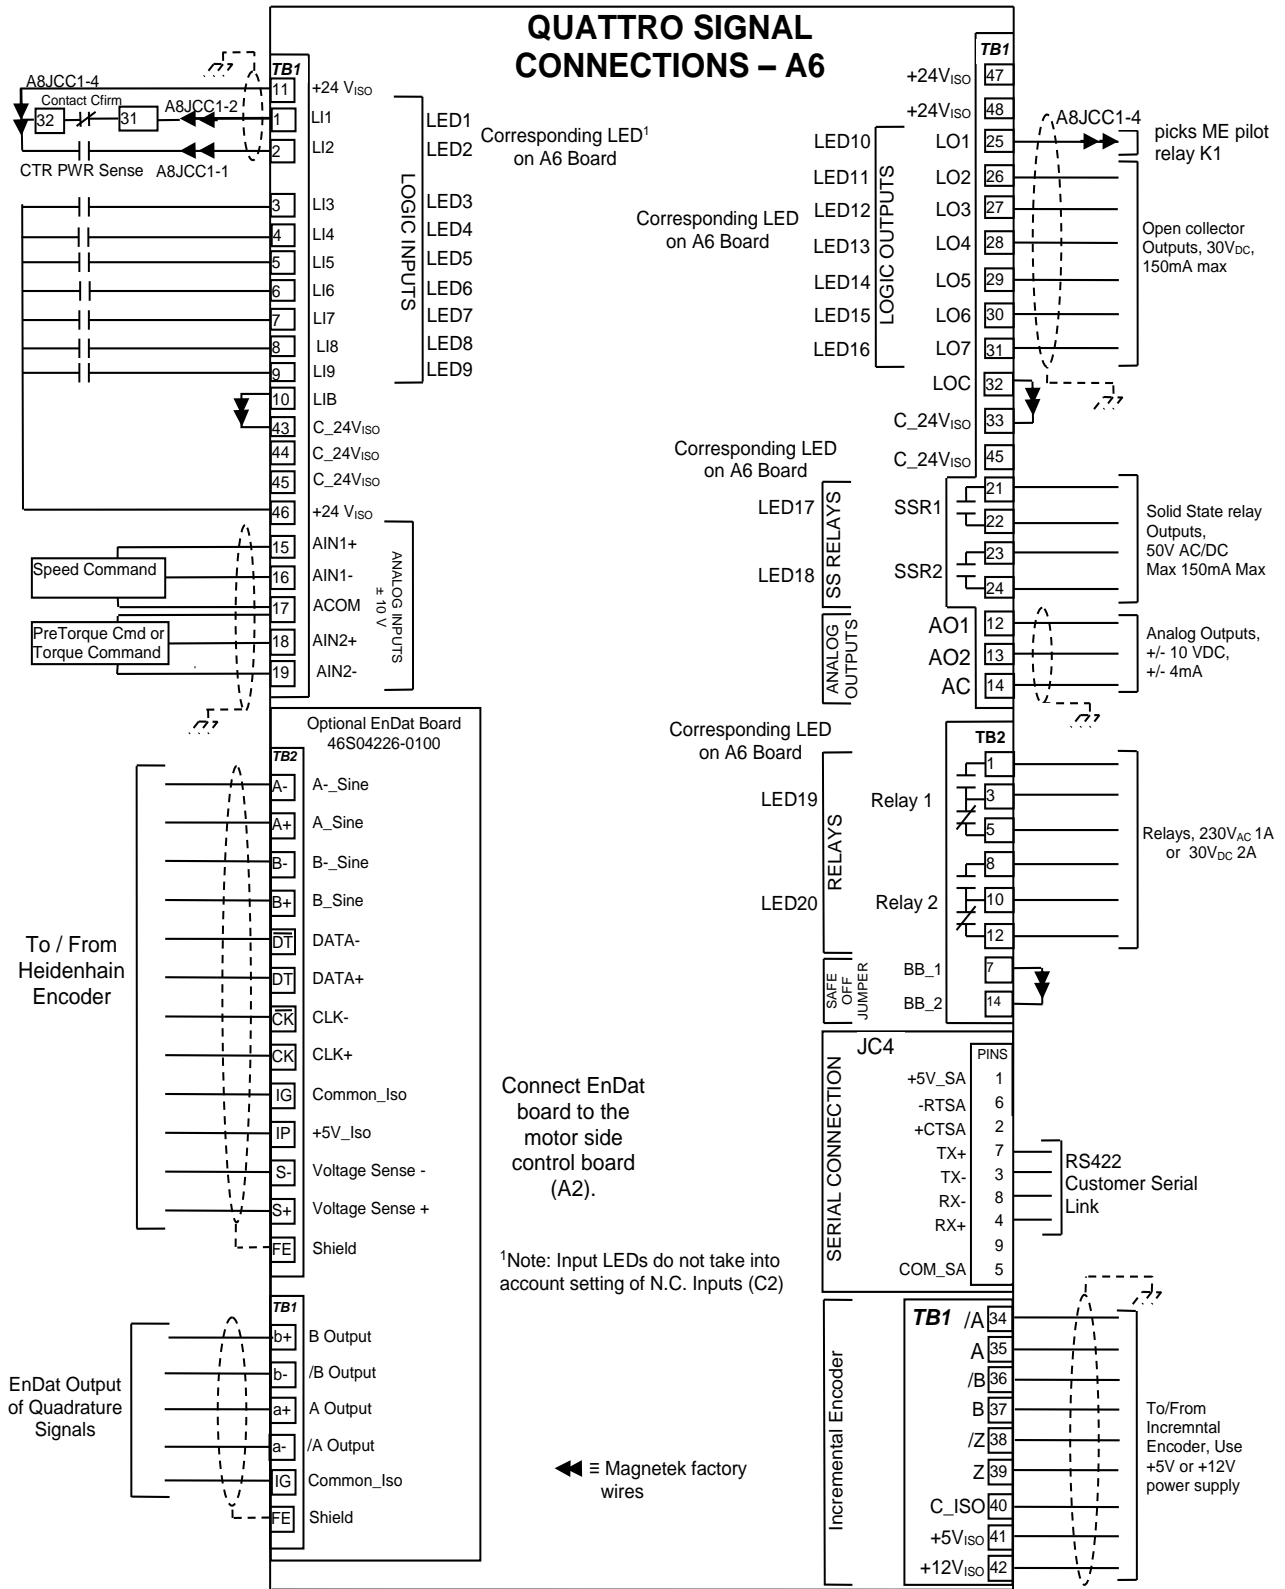 QUATTRO SIGNAL
CONNECTIONS – A6
A8JCC1-4
Contact Cfirm
A8JCC1-2
32
31
CTR PWR Sense A8JCC1-1
TB1
11 +24 VISO
1 LI1 LED1
2 LI2 LED2
3 LI3 LED3
4 LI4 LED4
5 LI5 LED5
6 LI6 LED6
7 LI7 LED7
8 LI8 LED8
9 LI9 LED9
LOGIC INPUTS
Corresponding LED1
on A6 Board
10 LIB
43 C_24VISO
44 C_24VISO
45 C_24VISO
46 +24 VISO
15 AIN1+
16 AIN1-
17 ACOM
18 AIN2+
19 AIN2-
ANALOG INPUTS
± 10 V
Speed Command
PreTorque Cmd or
Torque Command
Optional EnDat Board
46S04226-0100
TB2
A- A-_Sine
A+ A_Sine
B- B-_Sine
B+ B_Sine
DT DATA-
DT DATA+
CK CLK-
CK CLK+
IG Common_Iso
IP +5V_Iso
S- Voltage Sense -
S+ Voltage Sense +
FE Shield
To / From
Heidenhain
Encoder
TB1
b+ B Output
b- /B Output
a+ A Output
a- /A Output
IG Common_Iso
FE Shield
EnDat Output
of Quadrature
Signals
Connect EnDat
board to the
motor side
control board
(A2).
1Note: Input LEDs do not take into
account setting of N.C. Inputs (C2)
≡ Magnetek factory
wires
TB1
+24VISO 47
+24VISO 48
LED10 LO1 25
LED11 LO2 26
LED12 LO3 27
LED13 LO4 28
LED14 LO5 29
LED15 LO6 30
LED16 LO7 31
LOGIC OUTPUTS
Corresponding LED
on A6 Board
LOC 32
C_24VISO 33
C_24VISO 45
A8JCC1-4
picks ME pilot
relay K1
Open collector
Outputs, 30VDC,
150mA max
Corresponding LED
on A6 Board
LED17 SSR1 21
22
LED18 SSR2 23
24
SS RELAYS
Solid State relay
Outputs,
50V AC/DC
Max 150mA Max
AO1 12
AO2 13
AC 14
ANALOG
OUTPUTS
Analog Outputs,
+/- 10 VDC,
+/- 4mA
Corresponding LED
on A6 Board
TB2
1
LED19 Relay 1 3
5
8
LED20 Relay 2 10
12
RELAYS
Relays, 230VAC 1A
or 30VDC 2A
BB_1 7
BB_2 14
SAFE
OFF
JUMPER
SERIAL CONNECTION
JC4
PINS
+5V_SA 1
-RTSA 6
+CTSA 2
TX+ 7
TX- 3
RX- 8
RX+ 4
9
COM_SA 5
RS422
Customer Serial
Link
Incremental Encoder
TB1 /A 34
A 35
/B 36
B 37
/Z 38
Z 39
C_ISO 40
+5VISO 41
+12VISO 42
To/From
Incremntal
Encoder, Use
+5V or +12V
power supply